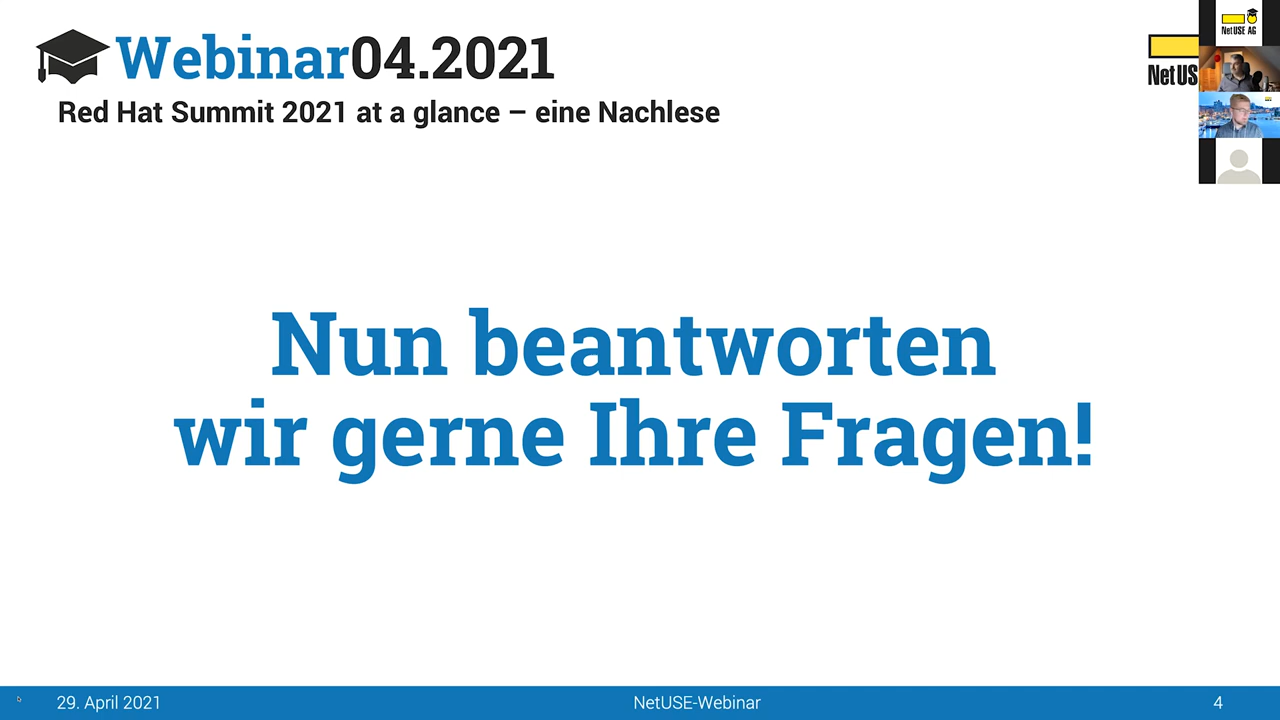 Webinar04.2021
Red Hat Summit 2021 at a glance – eine Nachlese
NetUS
NetUSE AG
Nun beantworten
wir gerne Ihre Fragen!
29. April 2021
NetUSE-Webinar
4